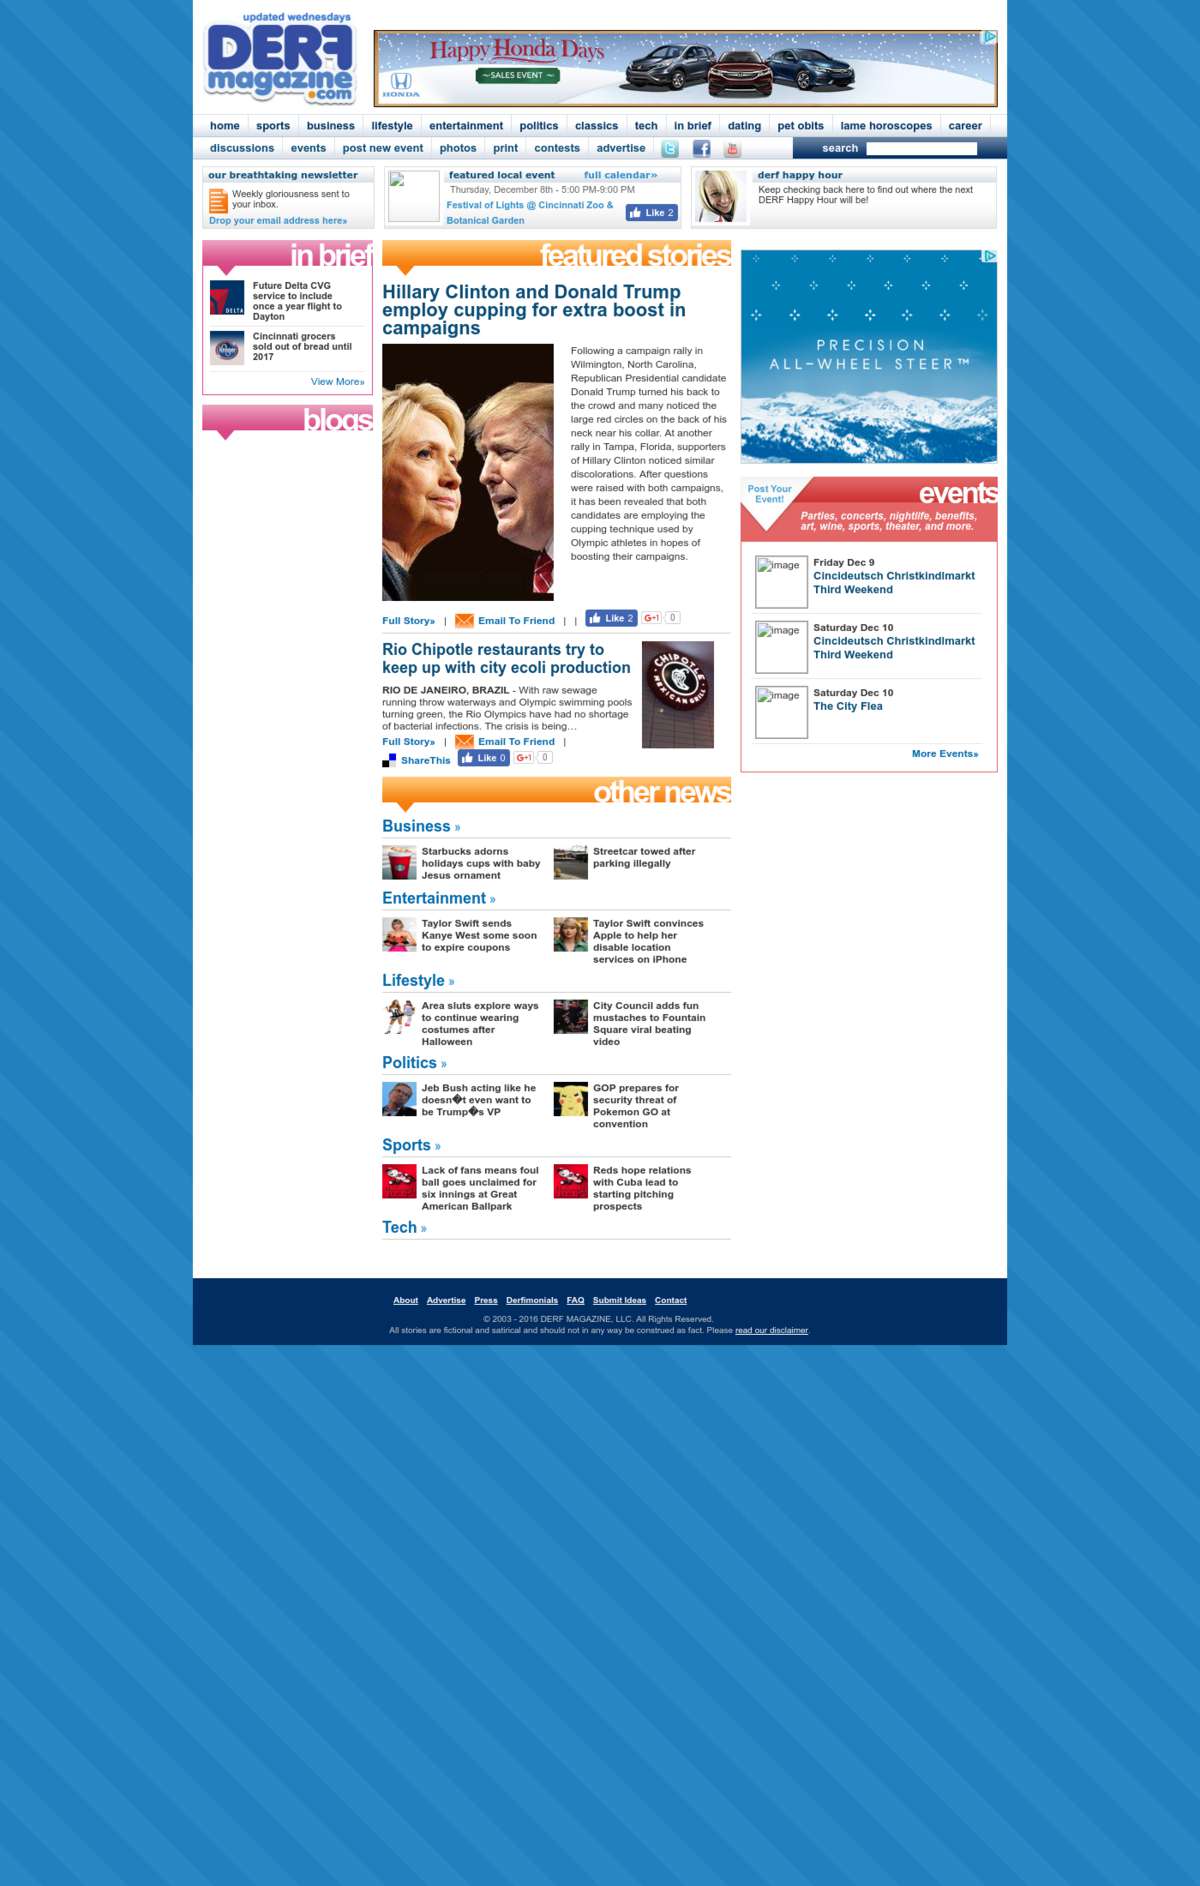 updated wednesdays
DERF
magazine
.com
Happy Honda Days
~SALES EVENT~
HONDA
home sports business lifestyle entertainment politics classics tech in brief dating pet obits lame horoscopes career
discussions events post new event photos print contests advertise search
our breathtaking newsletter
Weekly gloriousness sent to
your inbox.
Drop your email address here»
featured local event full calendar»
Thursday, December 8th - 5:00 PM-9:00 PM
Festival of Lights @ Cincinnati Zoo &
Botanical Garden
Like 2
derf happy hour
Keep checking back here to find out where the next
DERF Happy Hour will be!
in brief
DELTA
Future Delta CVG
service to include
once a year flight to
Dayton
Kroger
Cincinnati grocers
sold out of bread until
2017
View More»
blogs
featured stories
Hillary Clinton and Donald Trump
employ cupping for extra boost in
campaigns
Following a campaign rally in
Wilmington, North Carolina,
Republican Presidential candidate
Donald Trump turned his back to
the crowd and many noticed the
large red circles on the back of his
neck near his collar. At another
rally in Tampa, Florida, supporters
of Hillary Clinton noticed similar
discolorations. After questions
were raised with both campaigns,
it has been revealed that both
candidates are employing the
cupping technique used by
Olympic athletes in hopes of
boosting their campaigns.
Full Story» | Email To Friend | | Like 2 G+1 0
Rio Chipotle restaurants try to
keep up with city ecoli production
CHIPOTLE
MEXICAN GRILL
RIO DE JANEIRO, BRAZIL - With raw sewage
running throw waterways and Olympic swimming pools
turning green, the Rio Olympics have had no shortage
of bacterial infections. The crisis is being…
Full Story» | Email To Friend |
ShareThis Like 0 G+1 0
other news
Business »
Starbucks adorns
holidays cups with baby
Jesus ornament
Streetcar towed after
parking illegally
Entertainment »
Taylor Swift sends
Kanye West some soon
to expire coupons
Taylor Swift convinces
Apple to help her
disable location
services on iPhone
Lifestyle »
Area sluts explore ways
to continue wearing
costumes after
Halloween
City Council adds fun
mustaches to Fountain
Square viral beating
video
Politics »
Jeb Bush acting like he
doesn�t even want to
be Trump�s VP
GOP prepares for
security threat of
Pokemon GO at
convention
Sports »
Lack of fans means foul
ball goes unclaimed for
six innings at Great
American Ballpark
Reds hope relations
with Cuba lead to
starting pitching
prospects
Tech »
PRECISION
ALL-WHEEL STEER™
Post Your
Event!
events
Parties, concerts, nightlife, benefits,
art, wine, sports, theater, and more.
image
Friday Dec 9
Cincideutsch Christkindlmarkt
Third Weekend
image
Saturday Dec 10
Cincideutsch Christkindlmarkt
Third Weekend
image
Saturday Dec 10
The City Flea
More Events»
About Advertise Press Derfimonials FAQ Submit Ideas Contact
© 2003 - 2016 DERF MAGAZINE, LLC. All Rights Reserved.
All stories are fictional and satirical and should not in any way be construed as fact. Please read our disclaimer.